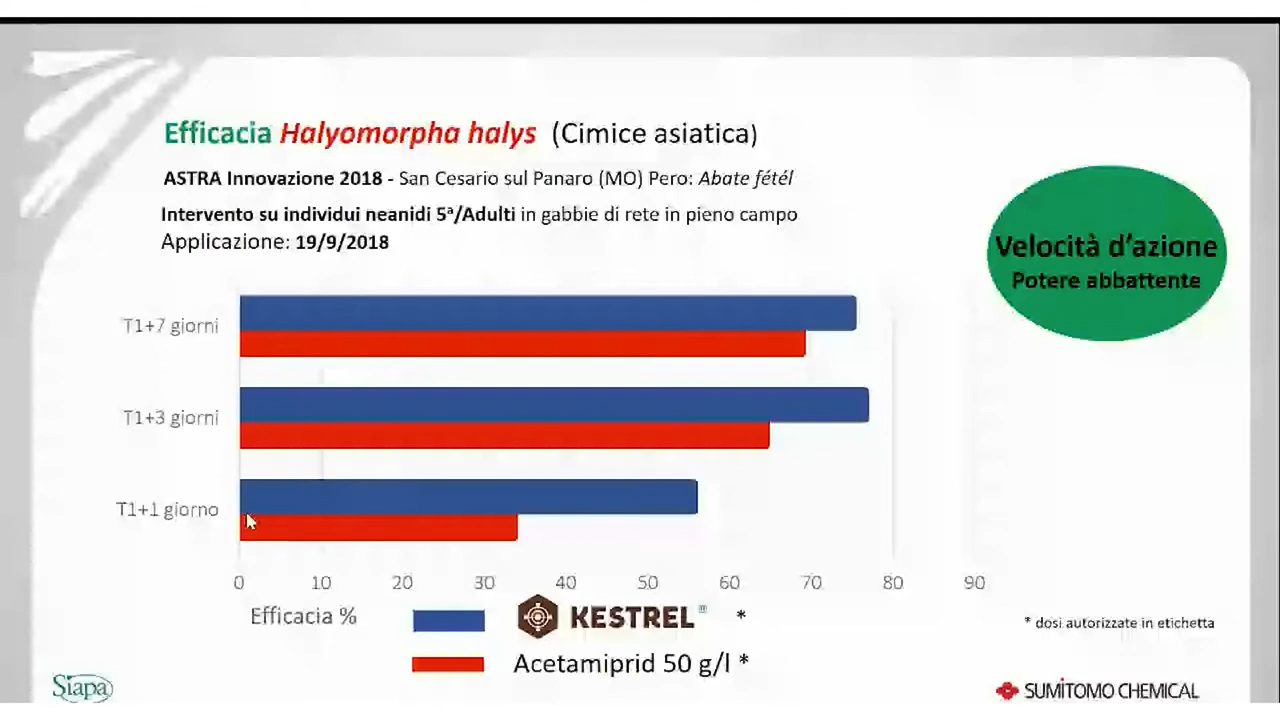 Efficacia Halyomorpha halys (Cimice asiatica)
ASTRA Innovazione 2018 - San Cesario sul Panaro (MO) Pero: Abate fétél
Intervento su individui neanidi 5ª/Adulti in gabbie di rete in pieno campo
Applicazione: 19/9/2018
Velocità d'azione
Potere abbattente
T1+7 giorni
T1+3 giorni
T1+1 giorno
0 10 20 30 40 50 60 70 80 90
Efficacia %
KESTREL® *
Acetamiprid 50 g/l *
* dosi autorizzate in etichetta
Siapa
SUMITOMO CHEMICAL